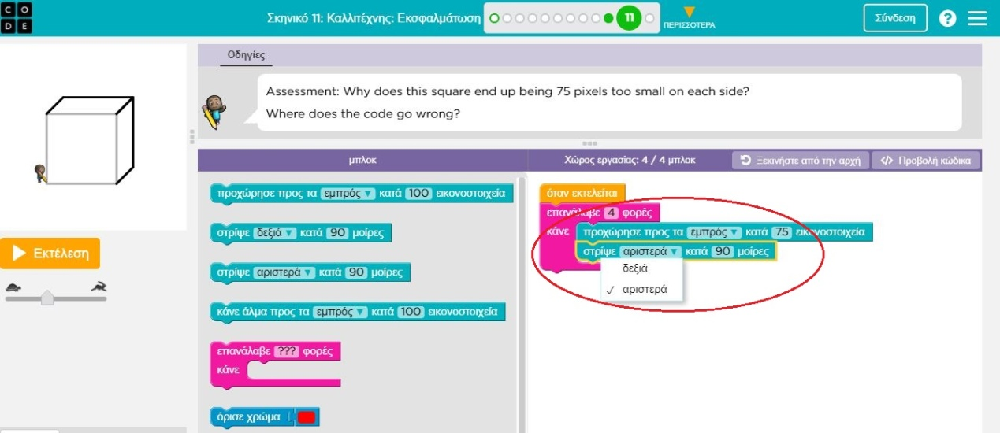 C O
D E
Σκηνικό 11: Καλλιτέχνης: Εκσφαλμάτωση
11
ΠΕΡΙΣΣΟΤΕΡΑ
Σύνδεση
?
Οδηγίες
Assessment: Why does this square end up being 75 pixels too small on each side?
Where does the code go wrong?
μπλοκ
Χώρος εργασίας: 4 / 4 μπλοκ
Ξεκινήστε από την αρχή
Προβολή κώδικα
Εκτέλεση
προχώρησε προς τα εμπρός κατά 100 εικονοστοιχεία
στρίψε δεξιά κατά 90 μοίρες
στρίψε αριστερά κατά 90 μοίρες
κάνε άλμα προς τα εμπρός κατά 100 εικονοστοιχεία
επανάλαβε ??? φορές
κάνε
όρισε χρώμα
όταν εκτελείται
επανάλαβε 4 φορές
κάνε προχώρησε προς τα εμπρός κατά 75 εικονοστοιχεία
στρίψε αριστερά κατά 90 μοίρες
δεξιά
✓ αριστερά